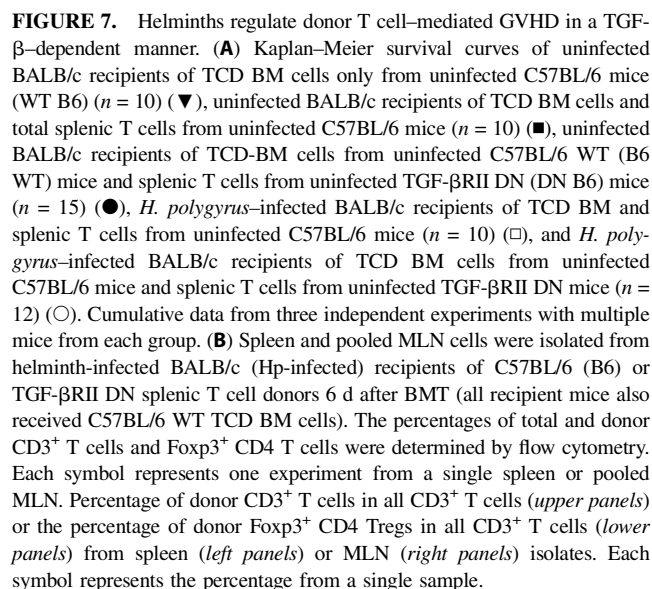 FIGURE 7. Helminths regulate donor T cell–mediated GVHD in a TGF-
β–dependent manner. (A) Kaplan–Meier survival curves of uninfected
BALB/c recipients of TCD BM cells only from uninfected C57BL/6 mice
(WT B6) (n = 10) (▼), uninfected BALB/c recipients of TCD BM cells and
total splenic T cells from uninfected C57BL/6 mice (n = 10) (■), uninfected
BALB/c recipients of TCD-BM cells from uninfected C57BL/6 WT (B6
WT) mice and splenic T cells from uninfected TGF-βRII DN (DN B6) mice
(n = 15) (●), H. polygyrus–infected BALB/c recipients of TCD BM and
splenic T cells from uninfected C57BL/6 mice (n = 10) (□), and H. poly-
gyrus–infected BALB/c recipients of TCD BM cells from uninfected
C57BL/6 mice and splenic T cells from uninfected TGF-βRII DN mice (n =
12) (○). Cumulative data from three independent experiments with multiple
mice from each group. (B) Spleen and pooled MLN cells were isolated from
helminth-infected BALB/c (Hp-infected) recipients of C57BL/6 (B6) or
TGF-βRII DN splenic T cell donors 6 d after BMT (all recipient mice also
received C57BL/6 WT TCD BM cells). The percentages of total and donor
CD3⁺ T cells and Foxp3⁺ CD4 T cells were determined by flow cytometry.
Each symbol represents one experiment from a single spleen or pooled
MLN. Percentage of donor CD3⁺ T cells in all CD3⁺ T cells (upper panels)
or the percentage of donor Foxp3⁺ CD4 Tregs in all CD3⁺ T cells (lower
panels) from spleen (left panels) or MLN (right panels) isolates. Each
symbol represents the percentage from a single sample.